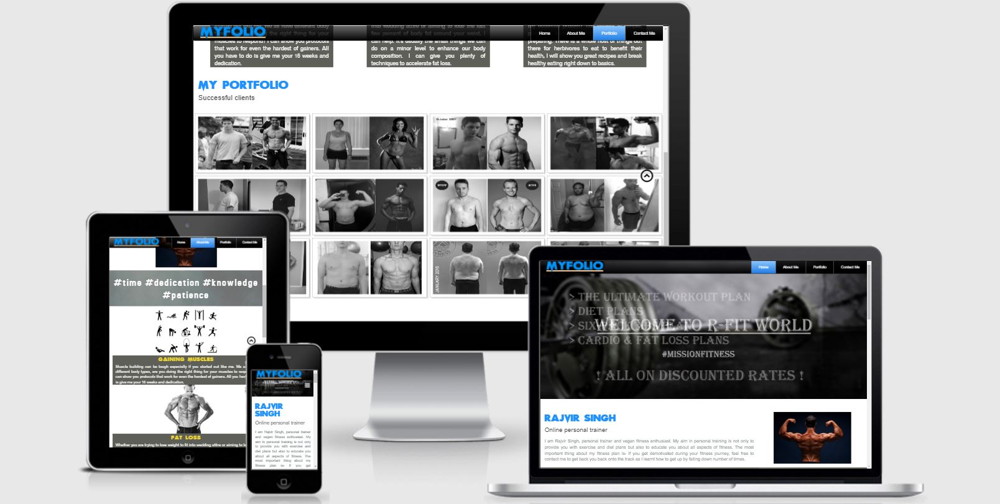 MYFOLIO
Home
About Me
Portfolio
Contact Me
the right thing for your
muscles to respond? I can show you protocols
that work for even the hardest of gainers. All
you have to do is give me your 16 weeks and
dedication.
few percent of body fat around your waist, I
can help. It's usually the small things we can
do on a minor level to enhance our body
composition. I can give you plenty of
techniques to accelerate fat loss.
preparing. There is a whole host of things out
there for herbivores to eat to benefit their
health, I will show you great recipes and break
healthy eating right down to basics.
MY PORTFOLIO
Successful clients
BEFORE
AFTER
JANUARY 2016
MYFOLIO
Home
About Me
Portfolio
Contact Me
#time #dedication #knowledge
#patience
GAINING MUSCLES
Muscle building can be tough especially if you started out like me. We a
different body types, are you doing the right thing for your muscles to resp
can show you protocols that work for even the hardest of gainers. All you hav
is give me your 16 weeks and dedication.
FAT LOSS
Whether you are trying to lose weight to fit into wedding attire or aiming to lo
MYFOLIO
ALL ON DISCOUNTED RATES !
RAJVIR
SINGH
Online personal trainer
I am Rajvir Singh, personal trainer
and vegan fitness enthusiast. My
aim in personal training is not only
to provide you with exercise and
diet plans but also to educate you
about all aspects of fitness. The
most important thing about my
fitness plan is- If you get
MYFOLIO
Home
About Me
Portfolio
Contact Me
> THE ULTIMATE WORKOUT PLAN
> DIET PLANS
WELCOME TO R-FIT WORLD
> CARDIO & FAT LOSS PLANS
#MISSIONFITNESS
! ALL ON DISCOUNTED RATES !
RAJVIR SINGH
Online personal trainer
I am Rajvir Singh, personal trainer and vegan fitness enthusiast. My aim in personal training is not only to
provide you with exercise and diet plans but also to educate you about all aspects of fitness. The most
important thing about my fitness plan is- If you get demotivated during your fitness journey, feel free to
contact me to get back you back onto the track as I learnt how to get up by falling down number of times.